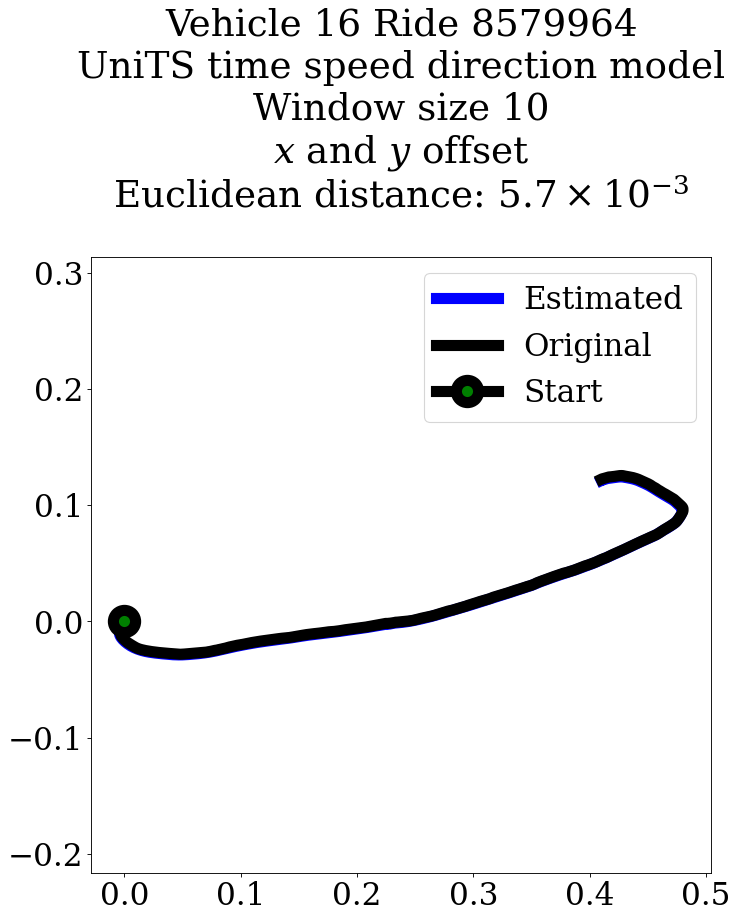 Vehicle 16 Ride 8579964
UniTS time speed direction model
Window size 10
x and y offset
Euclidean distance: 5.7 × 10⁻³
0.3
0.2
0.1
0.0
−0.1
−0.2
Estimated
Original
Start
0.0 0.1 0.2 0.3 0.4 0.5